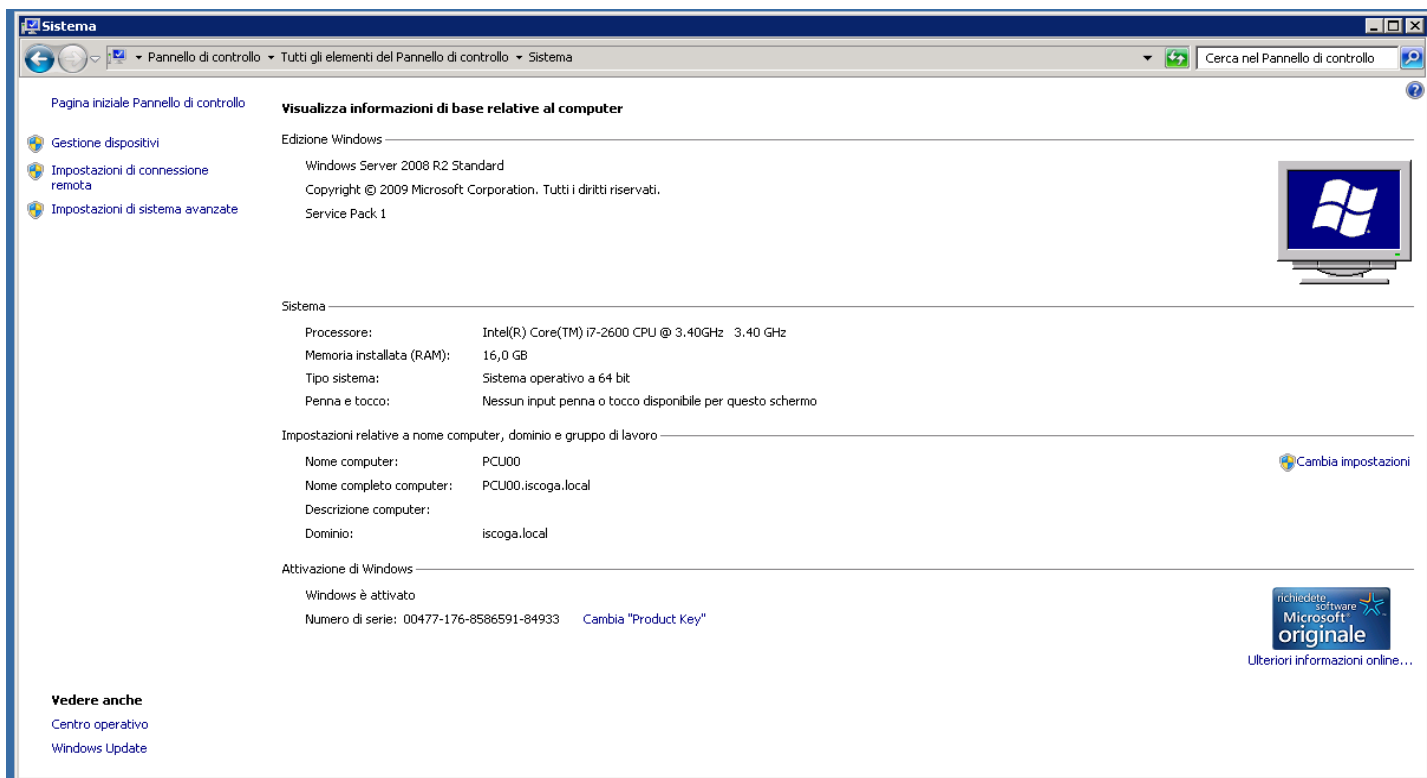 Sistema
Pannello di controllo Tutti gli elementi del Pannello di controllo Sistema
Cerca nel Pannello di controllo
Pagina iniziale Pannello di controllo
Gestione dispositivi
Impostazioni di connessione
remota
Impostazioni di sistema avanzate
Visualizza informazioni di base relative al computer
Edizione Windows
Windows Server 2008 R2 Standard
Copyright © 2009 Microsoft Corporation. Tutti i diritti riservati.
Service Pack 1
Sistema
Processore: Intel(R) Core(TM) i7-2600 CPU @ 3.40GHz 3.40 GHz
Memoria installata (RAM): 16,0 GB
Tipo sistema: Sistema operativo a 64 bit
Penna e tocco: Nessun input penna o tocco disponibile per questo schermo
Impostazioni relative a nome computer, dominio e gruppo di lavoro
Nome computer: PCU00
Cambia impostazioni
Nome completo computer: PCU00.iscoga.local
Descrizione computer:
Dominio: iscoga.local
Attivazione di Windows
Windows è attivato
Numero di serie: 00477-176-8586591-84933 Cambia "Product Key"
richiedete
software
Microsoft®
originale
Ulteriori informazioni online...
Vedere anche
Centro operativo
Windows Update